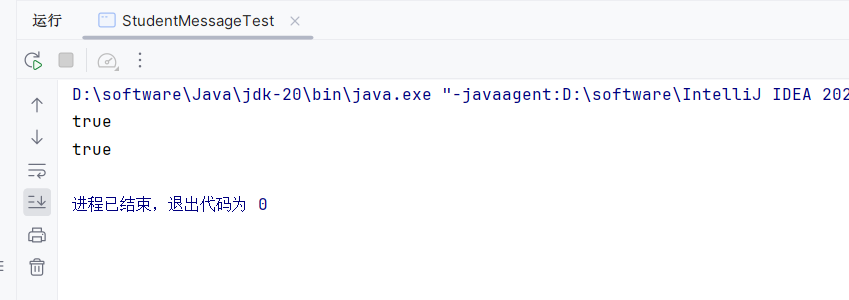 运行 StudentMessageTest
D:\software\Java\jdk-20\bin\java.exe "-javaagent:D:\software\IntelliJ IDEA 202
true
true
进程已结束，退出代码为 0